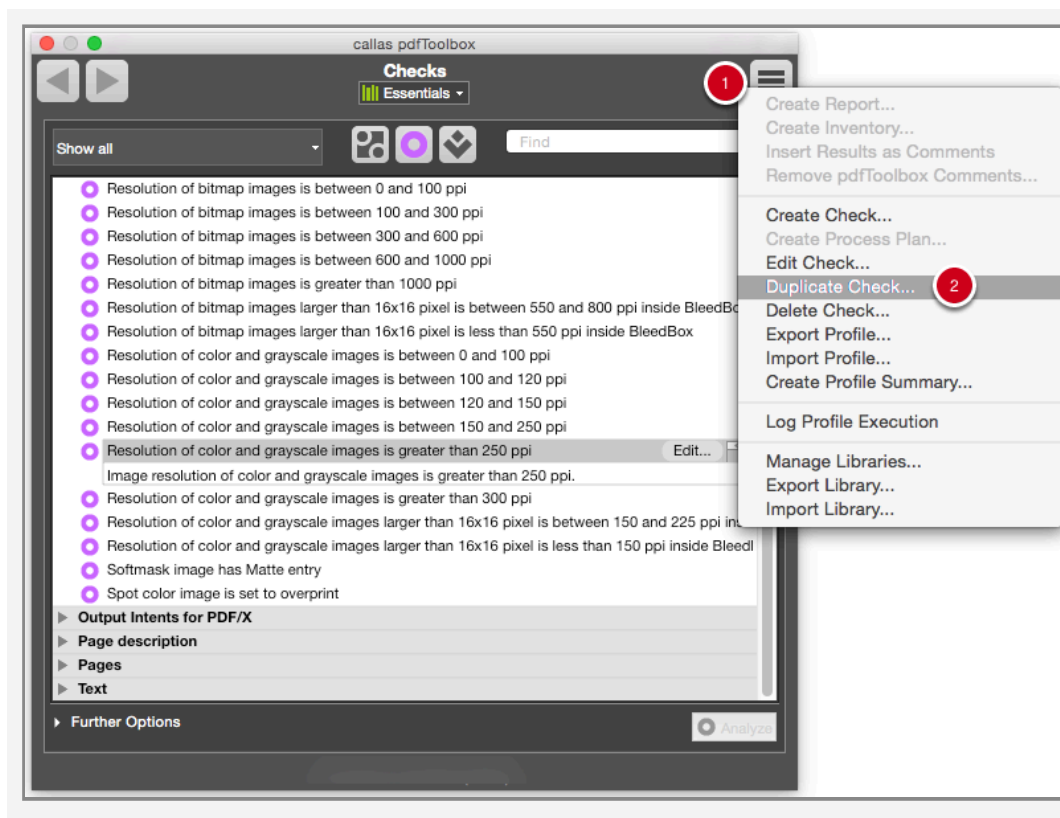 callas pdfToolbox
Checks
Essentials
1
Show all
Find
Resolution of bitmap images is between 0 and 100 ppi
Resolution of bitmap images is between 100 and 300 ppi
Resolution of bitmap images is between 300 and 600 ppi
Resolution of bitmap images is between 600 and 1000 ppi
Resolution of bitmap images is greater than 1000 ppi
Resolution of bitmap images larger than 16x16 pixel is between 550 and 800 ppi inside BleedBo
Resolution of bitmap images larger than 16x16 pixel is less than 550 ppi inside BleedBox
Resolution of color and grayscale images is between 0 and 100 ppi
Resolution of color and grayscale images is between 100 and 120 ppi
Resolution of color and grayscale images is between 120 and 150 ppi
Resolution of color and grayscale images is between 150 and 250 ppi
Resolution of color and grayscale images is greater than 250 ppi Edit...
Image resolution of color and grayscale images is greater than 250 ppi.
Resolution of color and grayscale images is greater than 300 ppi
Resolution of color and grayscale images larger than 16x16 pixel is between 150 and 225 ppi ins
Resolution of color and grayscale images larger than 16x16 pixel is less than 150 ppi inside Bleed
Softmask image has Matte entry
Spot color image is set to overprint
Output Intents for PDF/X
Page description
Pages
Text
Further Options
Analyze
Create Report...
Create Inventory...
Insert Results as Comments
Remove pdfToolbox Comments...
Create Check...
Create Process Plan...
Edit Check...
Duplicate Check... 2
Delete Check...
Export Profile...
Import Profile...
Create Profile Summary...
Log Profile Execution
Manage Libraries...
Export Library...
Import Library...